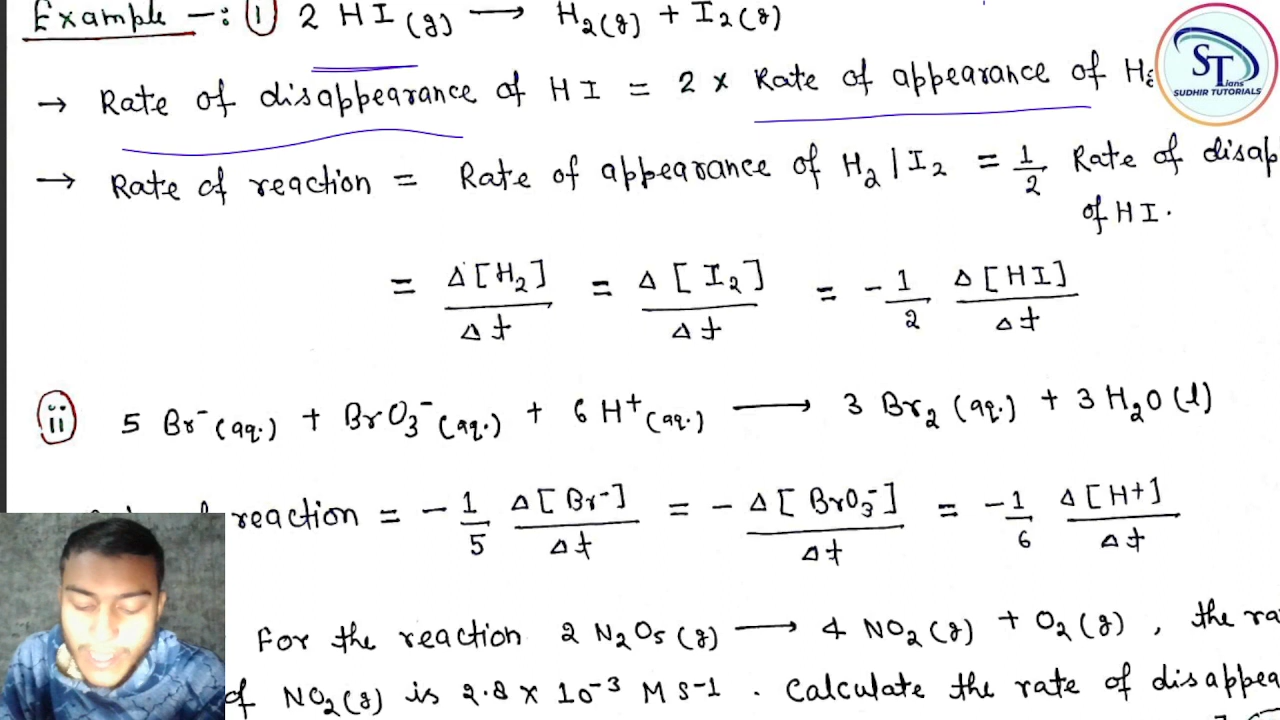 Example -: (i) 2 HI (g) → H₂(g) + I₂(g)
→ Rate of disappearance of HI = 2 × Rate of appearance of H₂
ST
lans
SUDHIR TUTORIALS
→ Rate of reaction = Rate of appearance of H₂ | I₂ = 1/2 Rate of disap
of HI.
= Δ[H₂]/Δt = Δ[I₂]/Δt = -1/2 Δ[HI]/Δt
(ii) 5 Br⁻(aq.) + BrO₃⁻(aq.) + 6 H⁺(aq.) → 3 Br₂ (aq.) + 3 H₂O (l)
reaction = -1/5 Δ[Br⁻]/Δt = -Δ[BrO₃⁻]/Δt = -1/6 Δ[H+]/Δt
For the reaction 2 N₂O₅(g) → 4 NO₂(g) + O₂(g), the ra
of NO₂(g) is 2.8 × 10⁻³ M S⁻¹. Calculate the rate of disappea